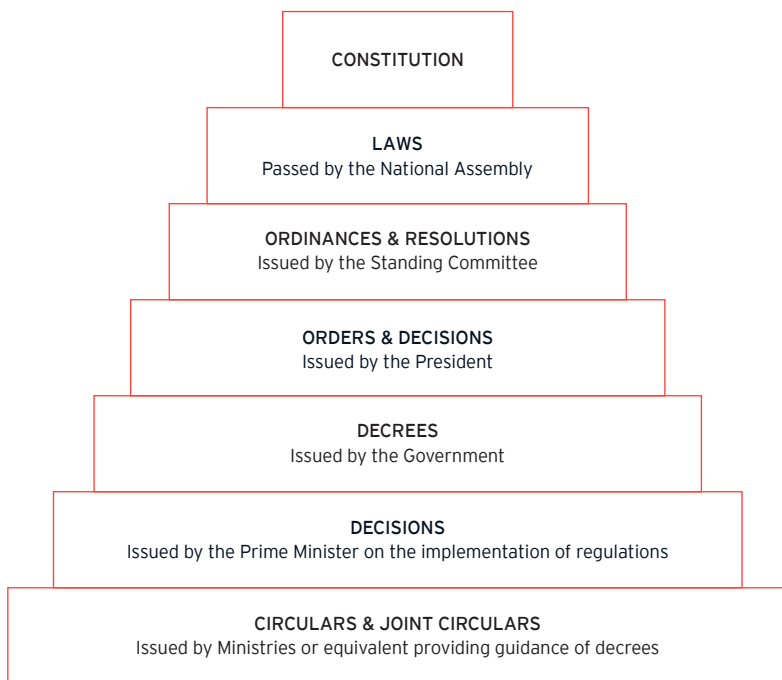 CONSTITUTION
LAWS
Passed by the National Assembly
ORDINANCES & RESOLUTIONS
Issued by the Standing Committee
ORDERS & DECISIONS
Issued by the President
DECREES
Issued by the Government
DECISIONS
Issued by the Prime Minister on the implementation of regulations
CIRCULARS & JOINT CIRCULARS
Issued by Ministries or equivalent providing guidance of decrees